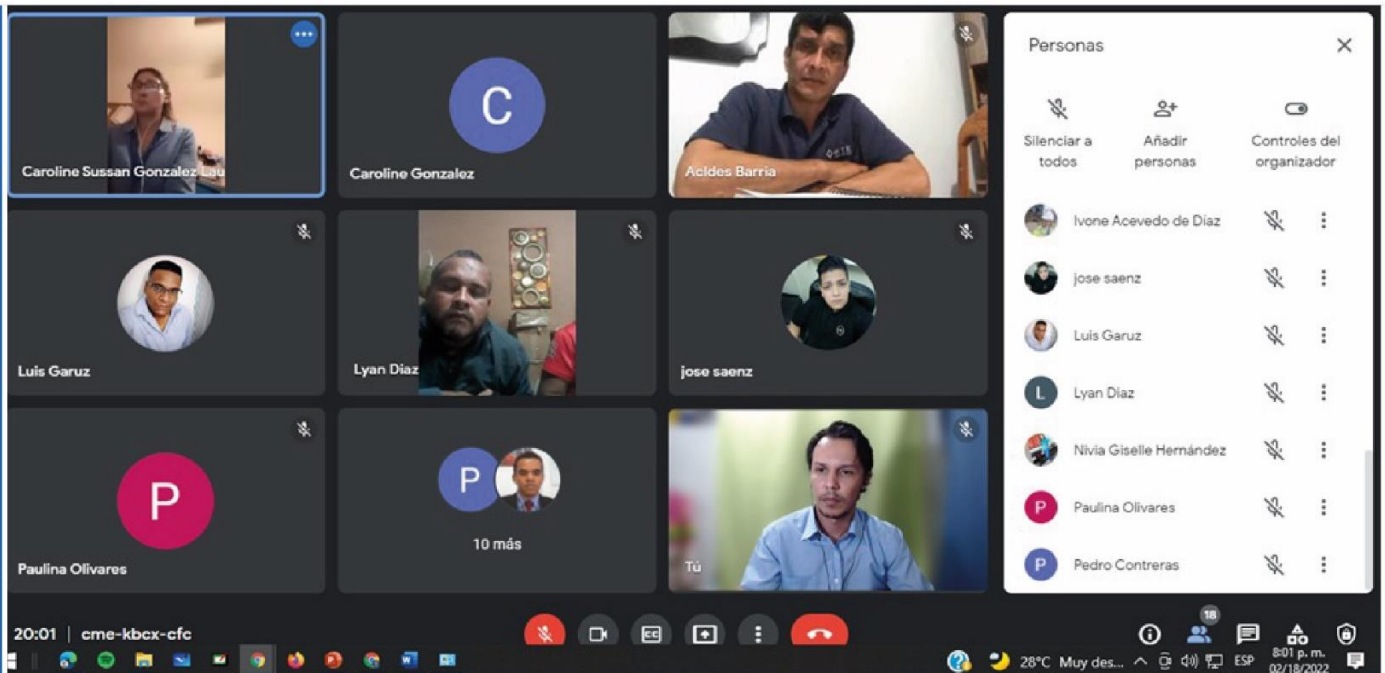 Caroline Sussan Gonzalez Lau
C
Caroline Gonzalez
Acldes Barria
Luis Garuz
Lyan Diaz
jose saenz
P
Paulina Olivares
P
10 más
Tú
Personas
Silenciar a
todos
Añadir
personas
Controles del
organizador
Ivone Acevedo de Díaz
jose saenz
Luis Garuz
L
Lyan Diaz
Nivia Giselle Hernández
P
Paulina Olivares
P
Pedro Contreras
20:01 | cme-kbcx-cfc
CC
18
28°C Muy des...
ESP
8:01 p. m.
02/18/2022